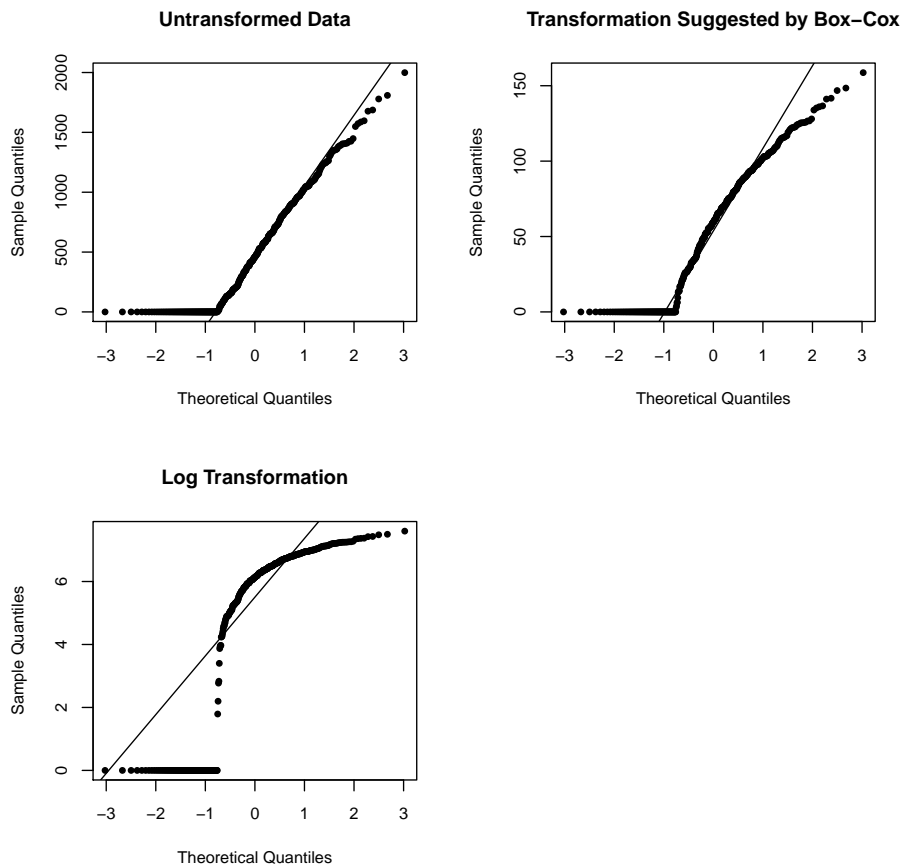 Untransformed Data
Sample Quantiles
0 500 1000 1500 2000
−3 −2 −1 0 1 2 3
Theoretical Quantiles
Transformation Suggested by Box−Cox
Sample Quantiles
0 50 100 150
−3 −2 −1 0 1 2 3
Theoretical Quantiles
Log Transformation
Sample Quantiles
0 2 4 6
−3 −2 −1 0 1 2 3
Theoretical Quantiles